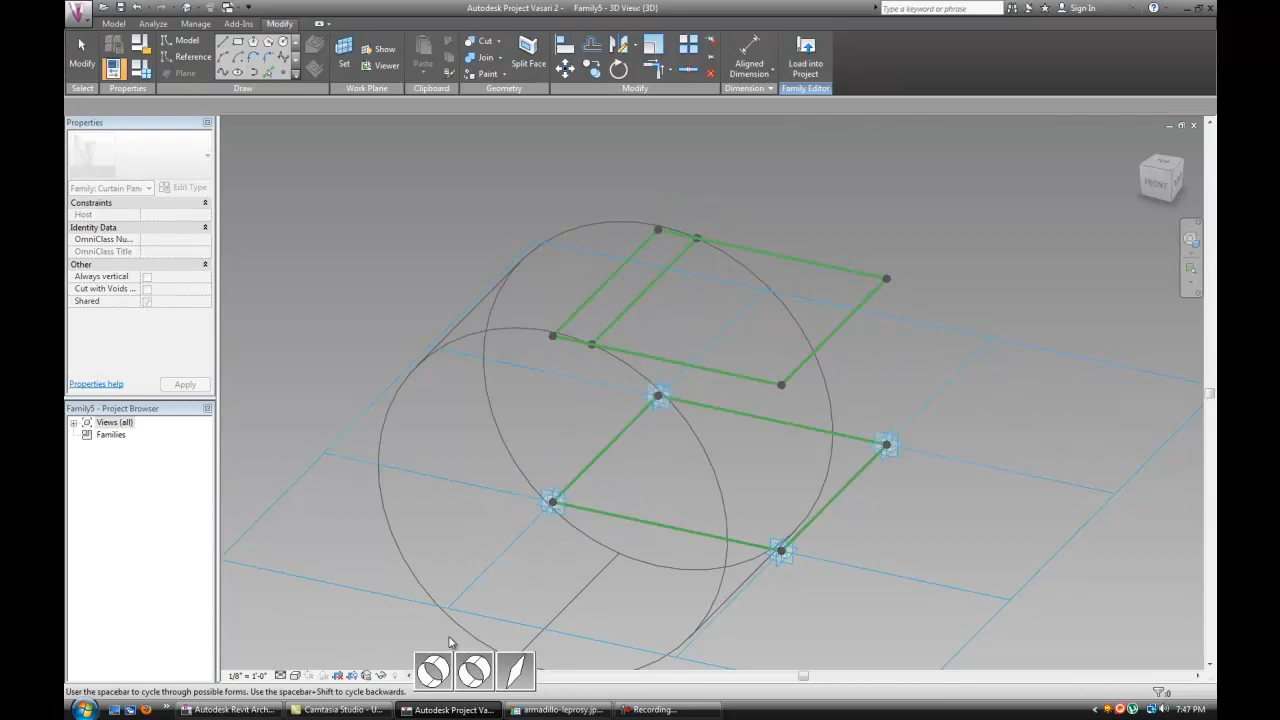 Autodesk Project Vasari 2 - Family5 - 3D View: {3D}
Type a keyword or phrase
Sign In
Model Analyze Manage Add-Ins Modify
Model
Reference
Plane
Set
Show
Viewer
Paste
Cut
Join
Paint
Split Face
Modify
Aligned Dimension
Load into Project
Select Properties Draw Work Plane Clipboard Geometry Modify Dimension Family Editor
Properties
Family: Curtain Pan
Edit Type
Constraints
Host
Identity Data
OmniClass Nu...
OmniClass Title
Other
Always vertical
Cut with Voids ...
Shared
Properties help
Apply
Family5 - Project Browser
Views (all)
Families
TOP
FRONT
1/8" = 1'-0"
Use the spacebar to cycle through possible forms. Use the spacebar+Shift to cycle backwards.
:0
Autodesk Revit Arch...
Camtasia Studio - U...
Autodesk Project Va...
armadillo-leprosy.jp...
Recording...
7:47 PM